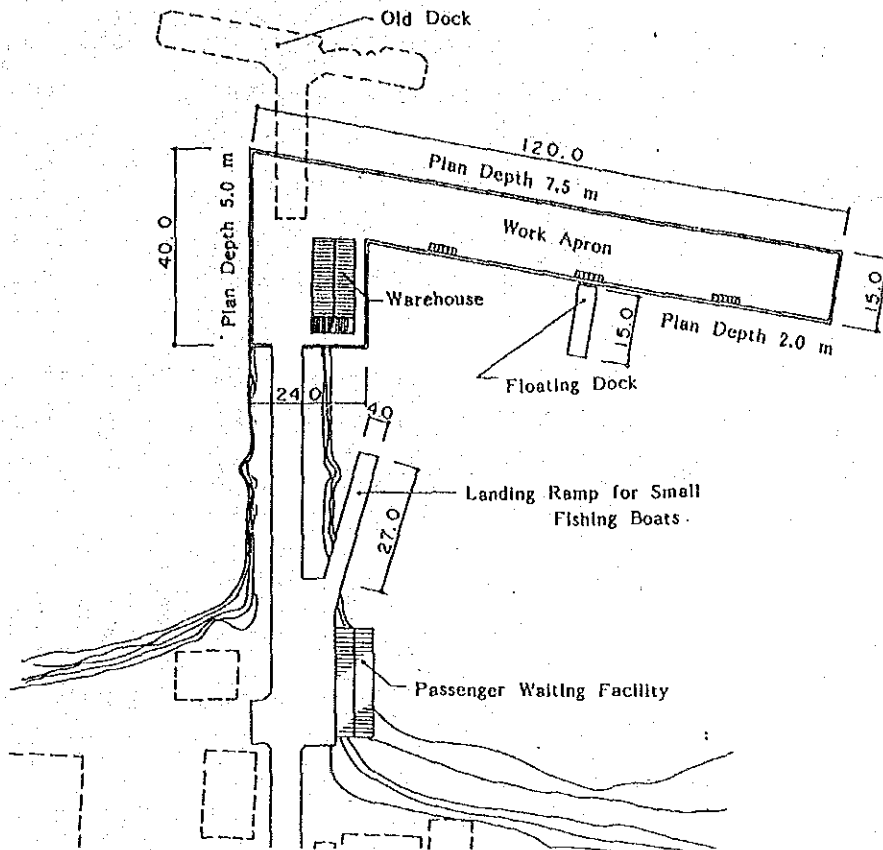 Old Dock
120.0
Plan Depth 7.5 m
40.0
Plan Depth 5.0 m
Work Apron
15.0
Warehouse
15.0
Plan Depth 2.0 m
Floating Dock
24.0
4.0
Landing Ramp for Small
Fishing Boats
27.0
Passenger Waiting Facility